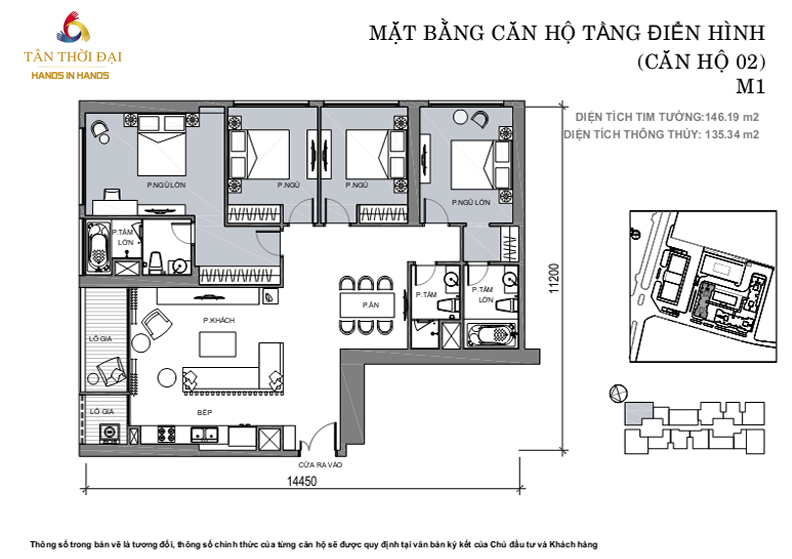 TÂN THỜI ĐẠI
HANDS IN HANDS
MẶT BẰNG CĂN HỘ TẦNG ĐIỂN HÌNH
(CĂN HỘ 02)
M1
DIỆN TÍCH TIM TƯỜNG:146.19 m2
DIỆN TÍCH THÔNG THỦY: 135.34 m2
P.NGỦ LỚN
P.NGỦ
P.NGỦ
P.NGỦ LỚN
P.TẮM
LỚN
P.ĂN
P.TẮM
P.TẮM
LỚN
P.KHÁCH
LÔ GIA
LÔ GIA
BẾP
CỬA RA VÀO
11200
14450
Thông số trong bản vẽ là tương đối, thông số chính thức của từng căn hộ sẽ được quy định tại văn bản ký kết của Chủ đầu tư và Khách hàng